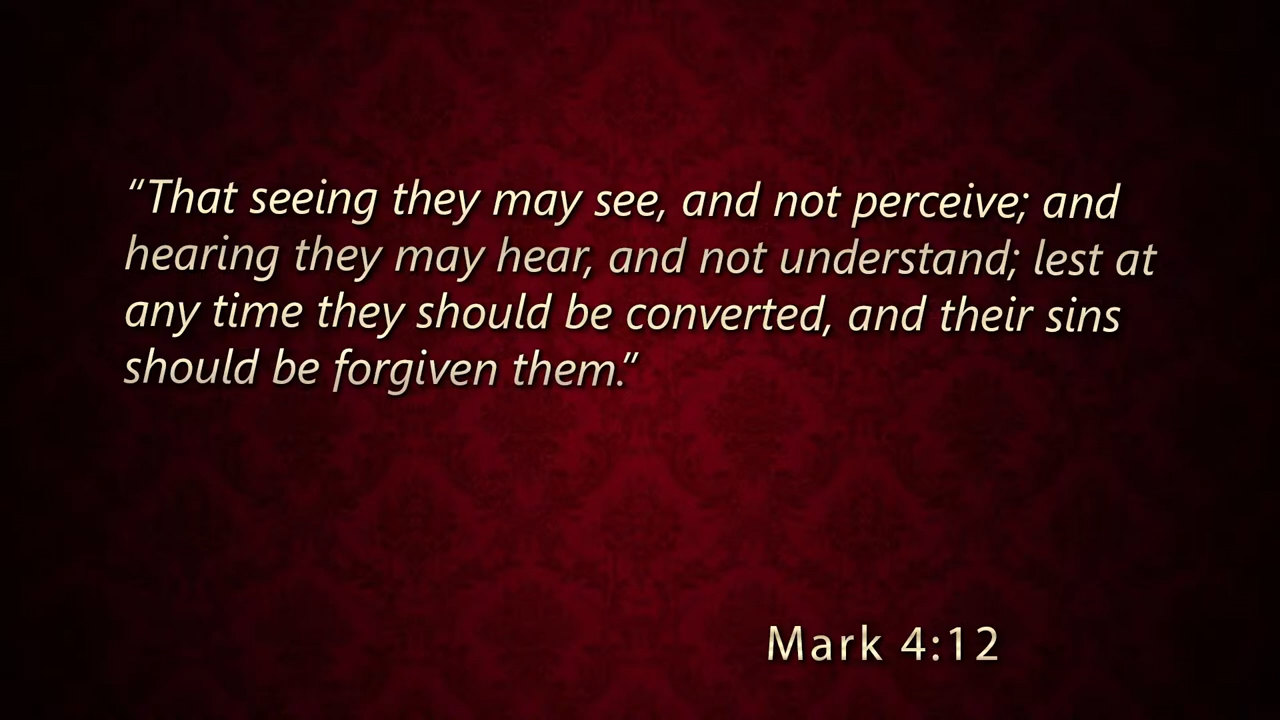 “That seeing they may see, and not perceive; and
hearing they may hear, and not understand; lest at
any time they should be converted, and their sins
should be forgiven them.”
Mark 4:12